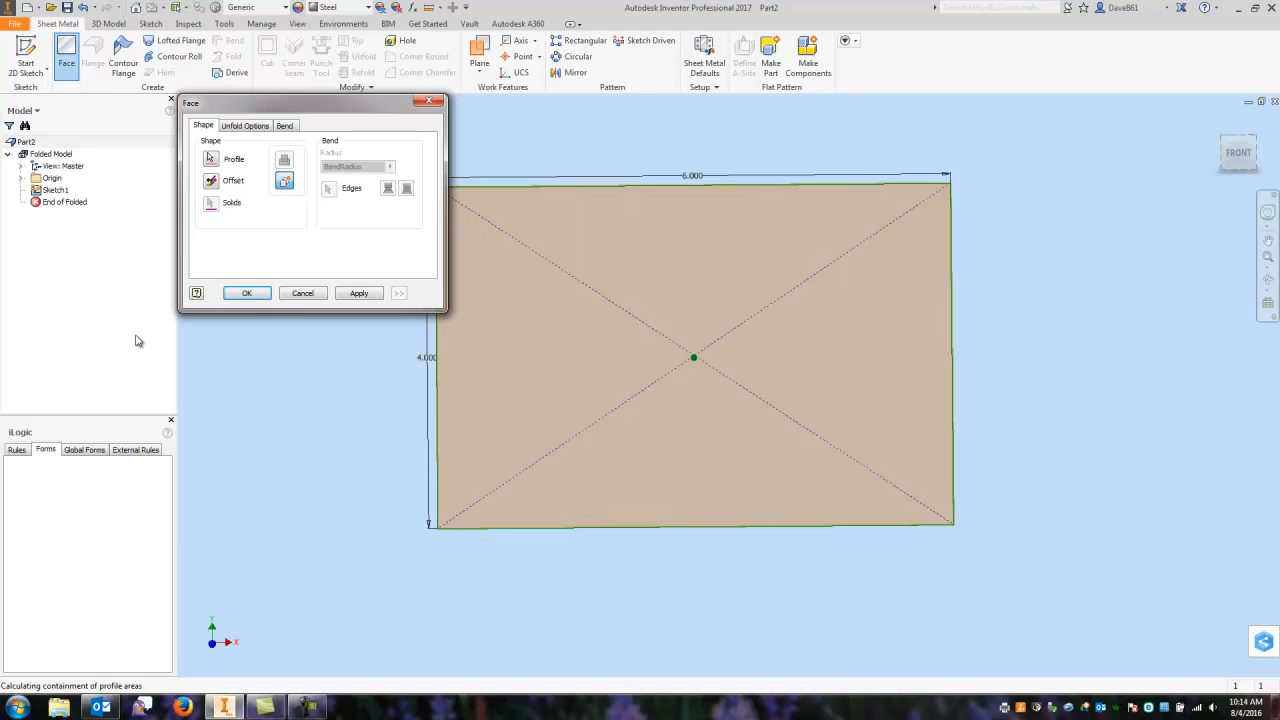 Generic
Steel
Autodesk Inventor Professional 2017 Part2
DaveB61
File Sheet Metal 3D Model Sketch Inspect Tools Manage View Environments BIM Get Started Vault Autodesk A360
Start
2D Sketch
Face
Flange
Contour
Flange
Lofted Flange
Contour Roll
Hem
Bend
Fold
Derive
Cut
Corner
Seam
Punch
Tool
Rip
Unfold
Refold
Hole
Corner Round
Corner Chamfer
Plane
Axis
Point
UCS
Rectangular
Circular
Mirror
Sketch Driven
Sheet Metal
Defaults
Define
A-Side
Make
Part
Make
Components
Sketch Create Modify Work Features Pattern Setup Flat Pattern
Model
Part2
Folded Model
View: Master
Origin
Sketch1
End of Folded
Face
Shape Unfold Options Bend
Shape
Profile
Offset
Solids
Bend
Radius
BendRadius
Edges
OK Cancel Apply >>
6.000
4.000
FRONT
iLogic
Rules Forms Global Forms External Rules
Y
X
Calculating containment of profile areas
1 1
10:14 AM
8/4/2016